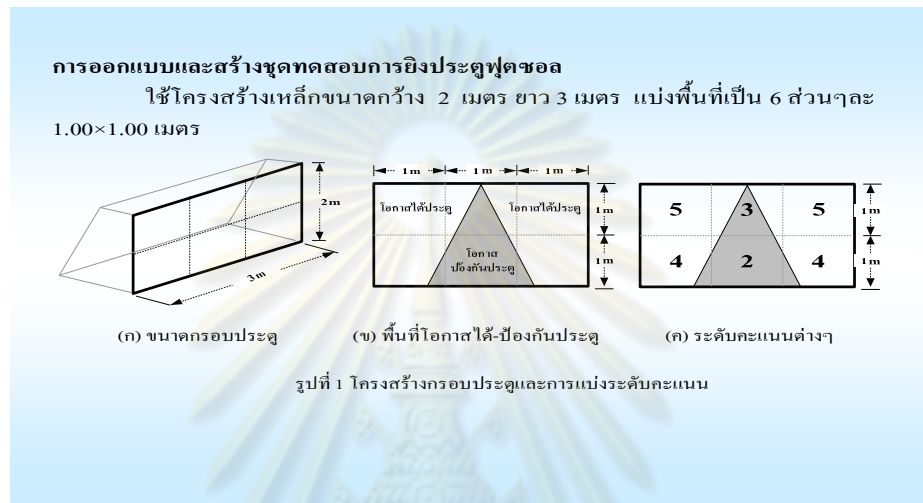 การออกแบบและสร้างชุดทดสอบการยิงประตูฟุตซอล
ใช้โครงสร้างเหล็กขนาดกว้าง 2 เมตร ยาว 3 เมตร แบ่งพื้นที่เป็น 6 ส่วนๆละ
1.00×1.00 เมตร
2 m
3 m
(ก) ขนาดกรอบประตู
1 m 1 m 1 m
โอกาสได้ประตู โอกาสได้ประตู
1 m
โอกาส
ป้องกันประตู
1 m
(ข) พื้นที่โอกาสได้-ป้องกันประตู
5 3 5
1 m
4 2 4
1 m
(ค) ระดับคะแนนต่างๆ
รูปที่ 1 โครงสร้างกรอบประตูและการแบ่งระดับคะแนน